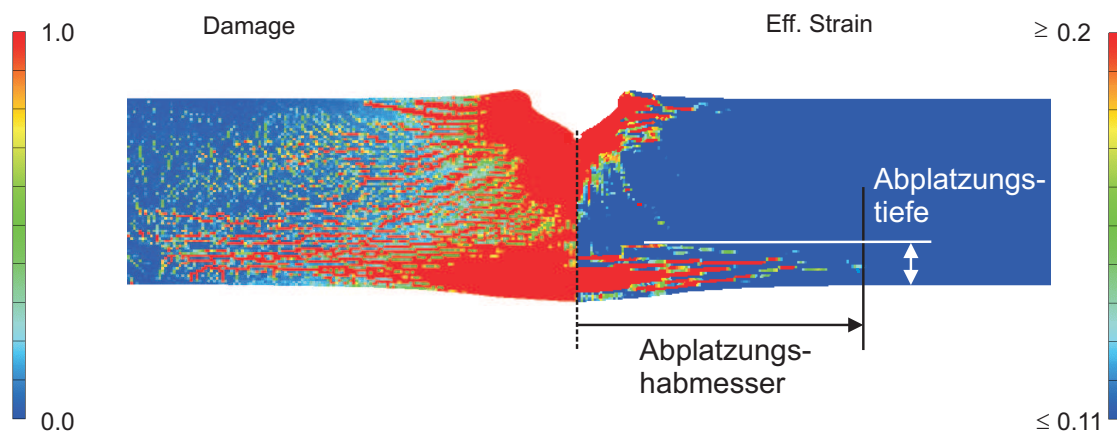 Damage
Eff. Strain
1.0
≥ 0.2
Abplatzungs-
tiefe
Abplatzungs-
habmesser
0.0
≤ 0.11